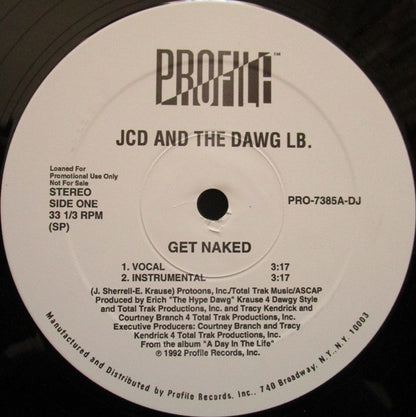 PROFILE™
JCD AND THE DAWG LB.
Loaned For
Promotional Use Only
Not For Sale
STEREO
SIDE ONE
33 1/3 RPM
(SP)
PRO-7385A-DJ
GET NAKED
1. VOCAL 3:17
2. INSTRUMENTAL 3:17
(J. Sherrell-E. Krause) Protoons, Inc./Total Trak Music/ASCAP
Produced by Erich "The Hype Dawg" Krause 4 Dawgy Style
and Total Trak Productions, Inc. and Tracy Kendrick and
Courtney Branch 4 Total Trak Productions, Inc.
Executive Producers: Courtney Branch and Tracy
Kendrick 4 Total Trak Productions, Inc.
From the album "A Day In The Life"
℗ 1992 Profile Records, Inc.
Manufactured and Distributed by Profile Records, Inc., 740 Broadway, N.Y., N.Y. 10003